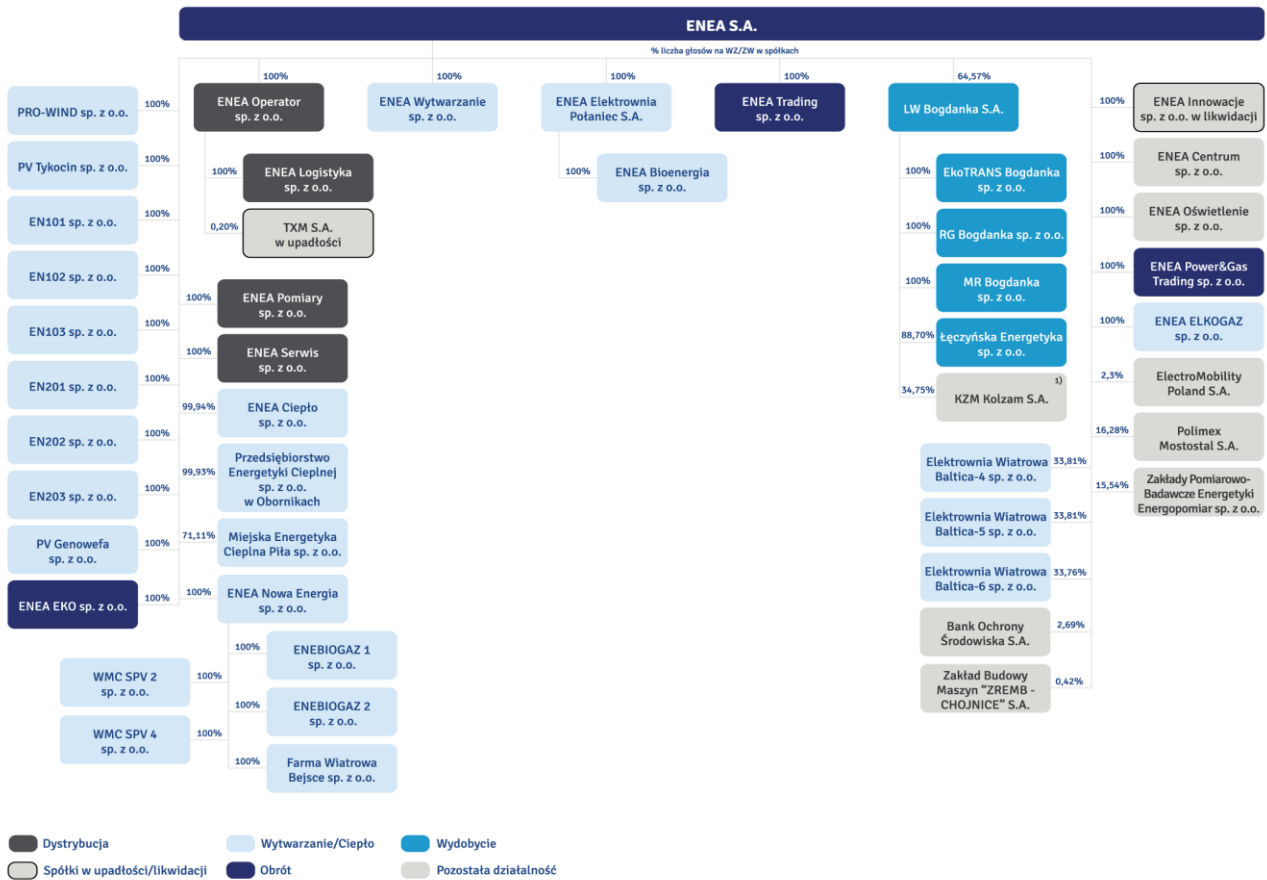 ENEA S.A.
% liczba głosów na WZ/ZW w spółkach
100%
ENEA Operator
sp. z o.o.
100%
ENEA Wytwarzanie
sp. z o.o.
100%
ENEA Elektrownia
Połaniec S.A.
100%
ENEA Trading
sp. z o.o.
64,57%
LW Bogdanka S.A.
PRO-WIND sp. z o.o.
100%
PV Tykocin sp. z o.o.
100%
EN101 sp. z o.o.
100%
EN102 sp. z o.o.
100%
EN103 sp. z o.o.
100%
EN201 sp. z o.o.
100%
EN202 sp. z o.o.
100%
EN203 sp. z o.o.
100%
PV Genowefa
sp. z o.o.
100%
ENEA EKO sp. z o.o.
100%
100%
ENEA Logistyka
sp. z o.o.
0,20%
TXM S.A.
w upadłości
100%
ENEA Pomiary
sp. z o.o.
100%
ENEA Serwis
sp. z o.o.
99,94%
ENEA Ciepło
sp. z o.o.
99,93%
Przedsiębiorstwo
Energetyki Cieplnej
sp. z o.o.
w Obornikach
71,11%
Miejska Energetyka
Cieplna Piła sp. z o.o.
100%
ENEA Nowa Energia
sp. z o.o.
100%
ENEBIOGAZ 1
sp. z o.o.
WMC SPV 2
sp. z o.o.
100%
100%
ENEBIOGAZ 2
sp. z o.o.
WMC SPV 4
sp. z o.o.
100%
100%
Farma Wiatrowa
Bejsce sp. z o.o.
100%
ENEA Bioenergia
sp. z o.o.
100%
EkoTRANS Bogdanka
sp. z o.o.
100%
RG Bogdanka sp. z o.o.
100%
MR Bogdanka
sp. z o.o.
88,70%
Łęczyńska Energetyka
sp. z o.o.
34,75%
KZM Kolzam S.A.
1)
Elektrownia Wiatrowa
Baltica-4 sp. z o.o.
33,81%
Elektrownia Wiatrowa
Baltica-5 sp. z o.o.
33,81%
Elektrownia Wiatrowa
Baltica-6 sp. z o.o.
33,76%
Bank Ochrony
Środowiska S.A.
2,69%
Zakład Budowy
Maszyn “ZREMB -
CHOJNICE” S.A.
0,42%
100%
ENEA Innowacje
sp. z o.o. w likwidacji
100%
ENEA Centrum
sp. z o.o.
100%
ENEA Oświetlenie
sp. z o.o.
100%
ENEA Power&Gas
Trading sp. z o.o.
100%
ENEA ELKOGAZ
sp. z o.o.
2,3%
ElectroMobility
Poland S.A.
16,28%
Polimex
Mostostal S.A.
15,54%
Zakłady Pomiarowo-
Badawcze Energetyki
Energopomiar sp. z o.o.
Dystrybucja
Wytwarzanie/Ciepło
Wydobycie
Spółki w upadłości/likwidacji
Obrót
Pozostała działalność